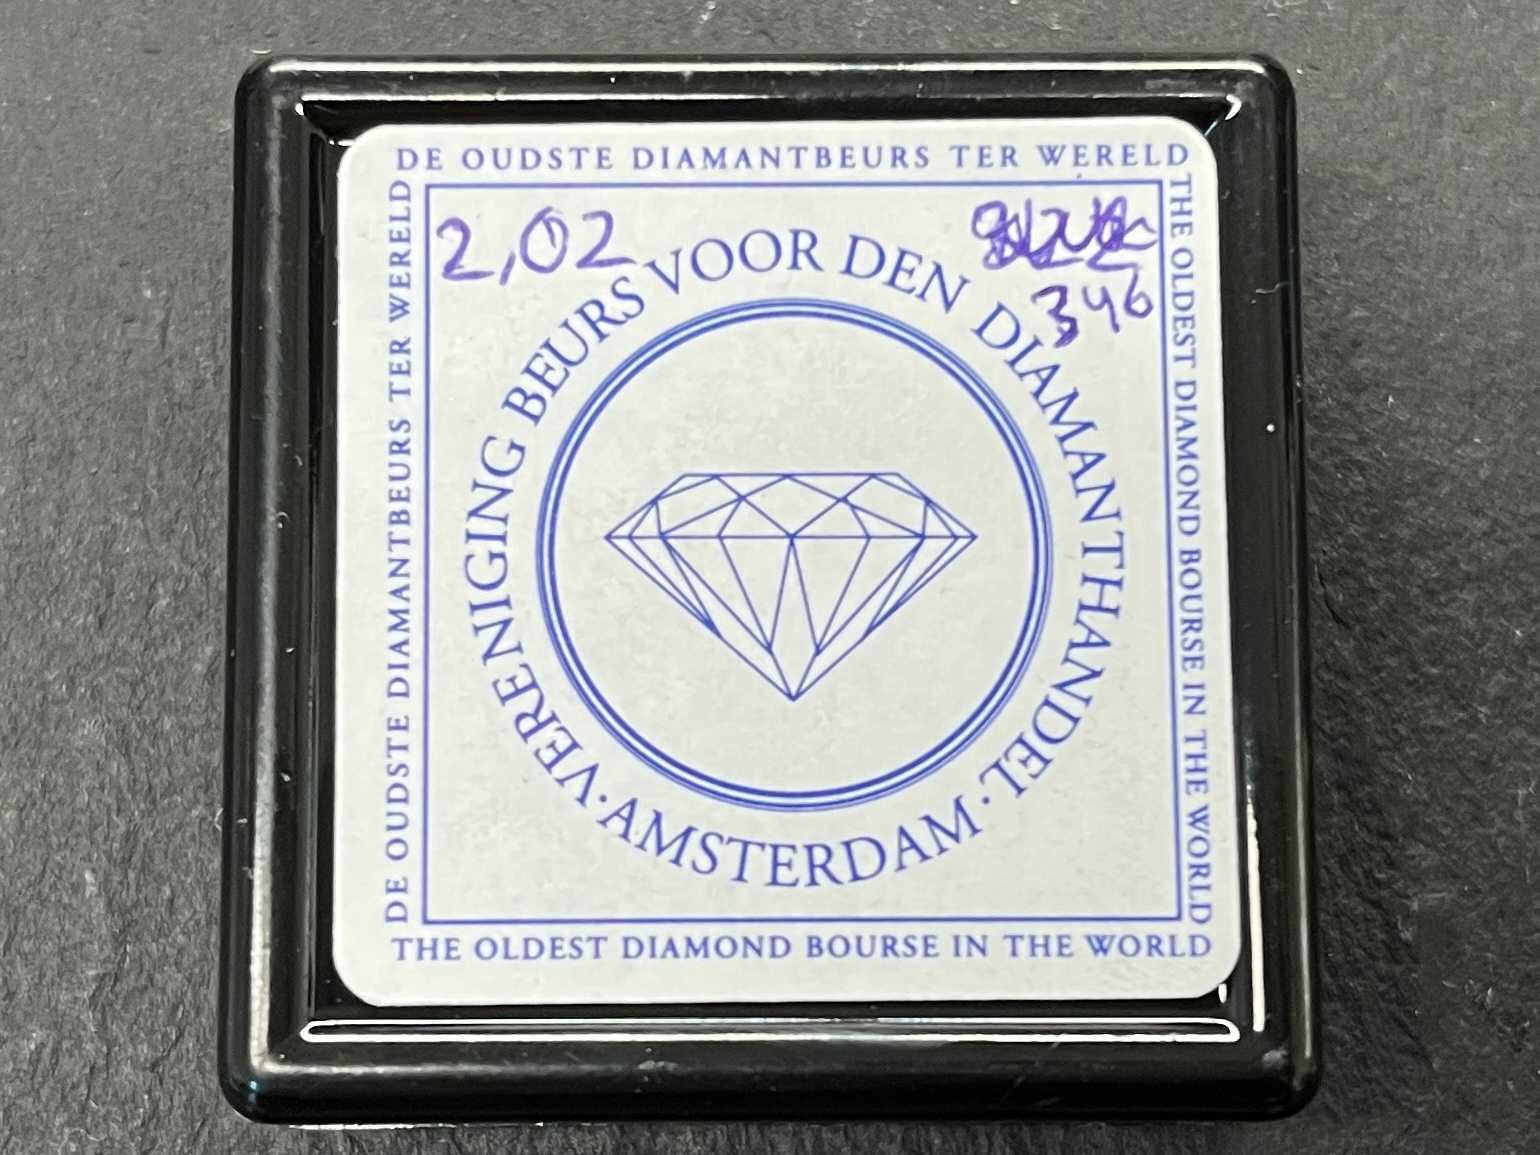 DE OUDSTE DIAMANTBEURS TER WERELD
DE OUDSTE DIAMANTBEURS TER WERELD
THE OLDEST DIAMOND BOURSE IN THE WORLD
2,02
346
VERENIGING BEURS VOOR DEN DIAMANTHANDEL
· AMSTERDAM ·
THE OLDEST DIAMOND BOURSE IN THE WORLD